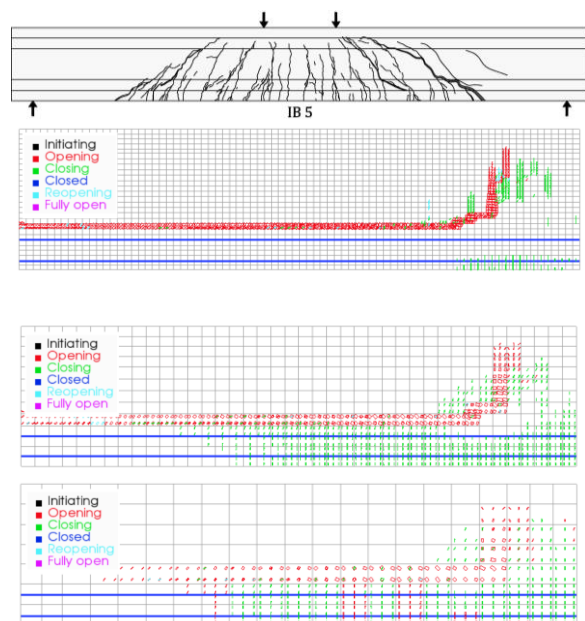 IB 5
Initiating
Opening
Closing
Closed
Reopening
Fully open
Initiating
Opening
Closing
Closed
Reopening
Fully open
Initiating
Opening
Closing
Closed
Reopening
Fully open